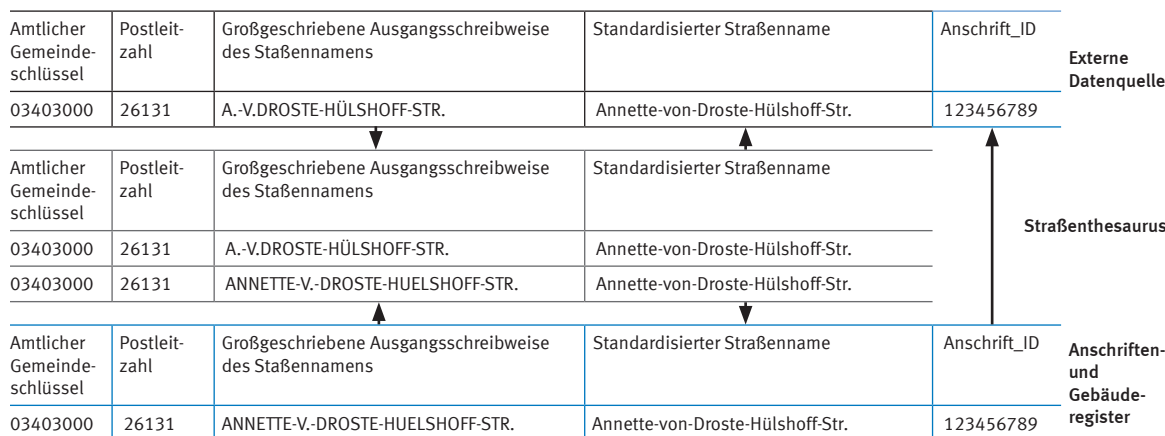 Amtlicher Gemeinde-schlüssel Postleit-zahl Großgeschriebene Ausgangsschreibweise des Staßennamens Standardisierter Straßenname Anschrift_ID
Externe Datenquelle
03403000 26131 A.-V.DROSTE-HÜLSHOFF-STR. Annette-von-Droste-Hülshoff-Str. 123456789
Amtlicher Gemeinde-schlüssel Postleit-zahl Großgeschriebene Ausgangsschreibweise des Staßennamens Standardisierter Straßenname
Straßenthesaurus
03403000 26131 A.-V.DROSTE-HÜLSHOFF-STR. Annette-von-Droste-Hülshoff-Str.
03403000 26131 ANNETTE-V.-DROSTE-HUELSHOFF-STR. Annette-von-Droste-Hülshoff-Str.
Amtlicher Gemeinde-schlüssel Postleit-zahl Großgeschriebene Ausgangsschreibweise des Staßennamens Standardisierter Straßenname Anschrift_ID
Anschriften- und Gebäude-register
03403000 26131 ANNETTE-V.-DROSTE-HUELSHOFF-STR. Annette-von-Droste-Hülshoff-Str. 123456789